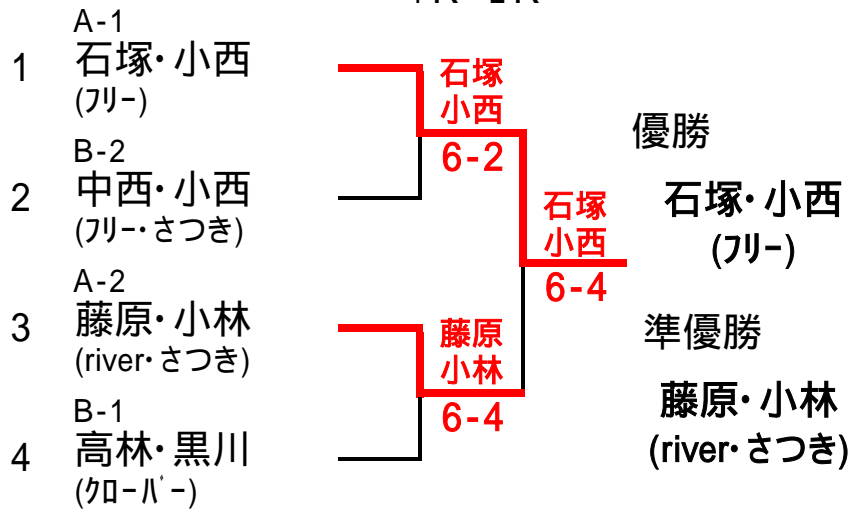 A-1
1 石塚・小西
(ﾌﾘｰ)
B-2
2 中西・小西
(ﾌﾘｰ・さつき)
A-2
3 藤原・小林
(river・さつき)
B-1
4 高林・黒川
(ｸﾛｰﾊﾞｰ)
石塚
小西
6-2
藤原
小林
6-4
石塚
小西
6-4
優勝
石塚・小西
(ﾌﾘｰ)
準優勝
藤原・小林
(river・さつき)